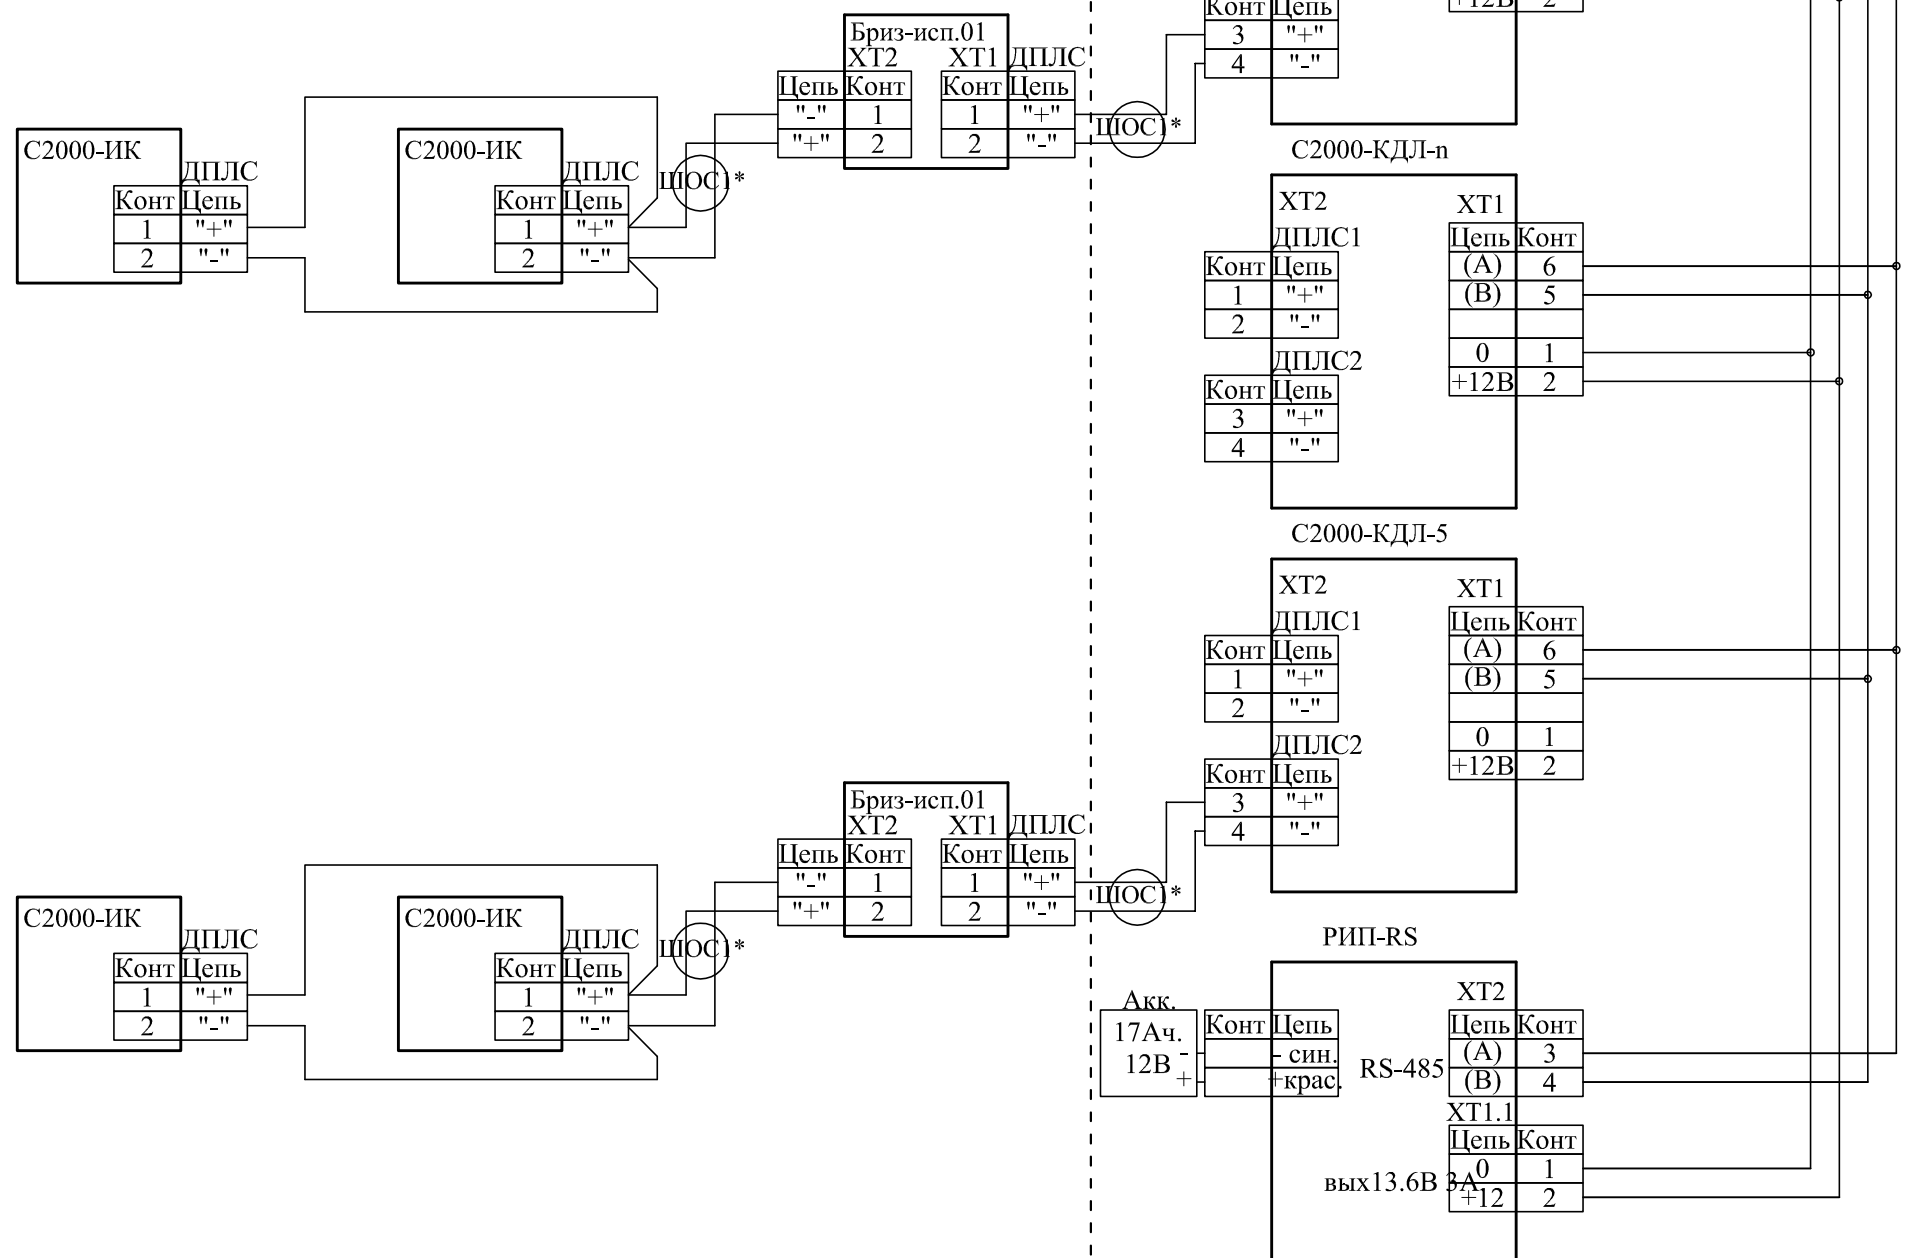 Конт Цепь
3 "+"
4 "-"
+12В 2
Бриз-исп.01
ХТ2 ХТ1 ДПЛС
Цепь Конт Конт Цепь
"-" 1 1 "+"
"+" 2 2 "-"
ШОС1*
С2000-ИК
ДПЛС
Конт Цепь
1 "+"
2 "-"
С2000-ИК
ДПЛС
Конт Цепь
1 "+"
2 "-"
ШОС1*
С2000-КДЛ-n
ХТ2 ХТ1
ДПЛС1
Конт Цепь
1 "+"
2 "-"
ДПЛС2
Конт Цепь
3 "+"
4 "-"
Цепь Конт
(А) 6
(В) 5
0 1
+12В 2
С2000-КДЛ-5
ХТ2 ХТ1
ДПЛС1
Конт Цепь
1 "+"
2 "-"
ДПЛС2
Конт Цепь
3 "+"
4 "-"
Цепь Конт
(А) 6
(В) 5
0 1
+12В 2
Бриз-исп.01
ХТ2 ХТ1 ДПЛС
Цепь Конт Конт Цепь
"-" 1 1 "+"
"+" 2 2 "-"
ШОС1*
С2000-ИК
ДПЛС
Конт Цепь
1 "+"
2 "-"
С2000-ИК
ДПЛС
Конт Цепь
1 "+"
2 "-"
ШОС1*
РИП-RS
Акк.
17Ач.
12В -
+
Конт Цепь
- син.
+крас.
RS-485
ХТ2
Цепь Конт
(А) 3
(В) 4
ХТ1.1
Цепь Конт
0 1
+12 2
вых13.6В 3А